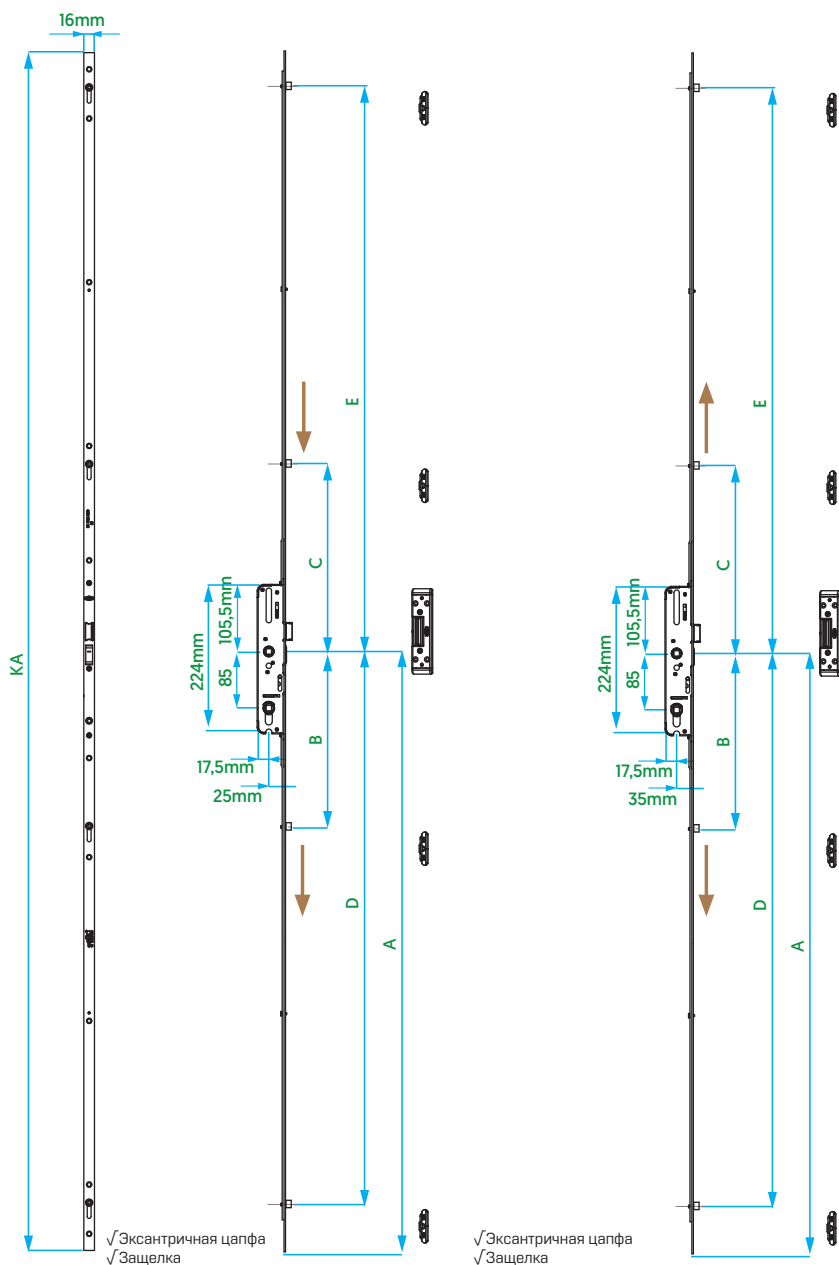 16mm
KA
E
C
105,5mm
224mm
85
B
17,5mm
25mm
D
A
√Эксантричная цапфа
√Защелка
E
C
105,5mm
224mm
85
B
17,5mm
35mm
D
A
√Эксантричная цапфа
√Защелка